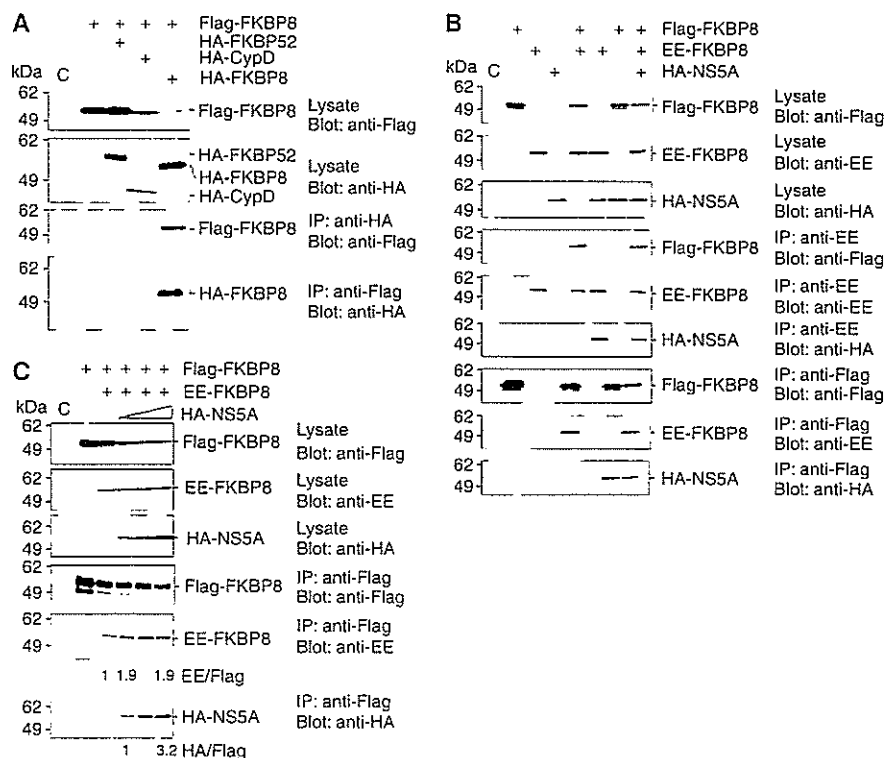 A
+ + + + Flag-FKBP8
+ HA-FKBP52
+ HA-CypD
kDa C + HA-FKBP8
62
49
Flag-FKBP8
Lysate
Blot: anti-Flag
62
49
HA-FKBP52
HA-FKBP8
HA-CypD
Lysate
Blot: anti-HA
62
49
Flag-FKBP8
IP: anti-HA
Blot: anti-Flag
62
49
HA-FKBP8
IP: anti-Flag
Blot: anti-HA
B
+ + + + Flag-FKBP8
+ + + + EE-FKBP8
kDa C + + HA-NS5A
62
49
Flag-FKBP8
Lysate
Blot: anti-Flag
62
49
EE-FKBP8
Lysate
Blot: anti-EE
62
49
HA-NS5A
Lysate
Blot: anti-HA
62
49
Flag-FKBP8
IP: anti-EE
Blot: anti-Flag
62
49
EE-FKBP8
IP: anti-EE
Blot: anti-EE
62
49
HA-NS5A
IP: anti-EE
Blot: anti-HA
62
49
Flag-FKBP8
IP: anti-Flag
Blot: anti-Flag
62
49
EE-FKBP8
IP: anti-Flag
Blot: anti-EE
62
49
HA-NS5A
IP: anti-Flag
Blot: anti-HA
C
+ + + + + Flag-FKBP8
+ + + + EE-FKBP8
kDa C HA-NS5A
62
49
Flag-FKBP8
Lysate
Blot: anti-Flag
62
49
EE-FKBP8
Lysate
Blot: anti-EE
62
49
HA-NS5A
Lysate
Blot: anti-HA
62
49
Flag-FKBP8
IP: anti-Flag
Blot: anti-Flag
62
49
EE-FKBP8
IP: anti-Flag
Blot: anti-EE
1 1.9 1.9 EE/Flag
62
49
HA-NS5A
IP: anti-Flag
Blot: anti-HA
1 3.2 HA/Flag